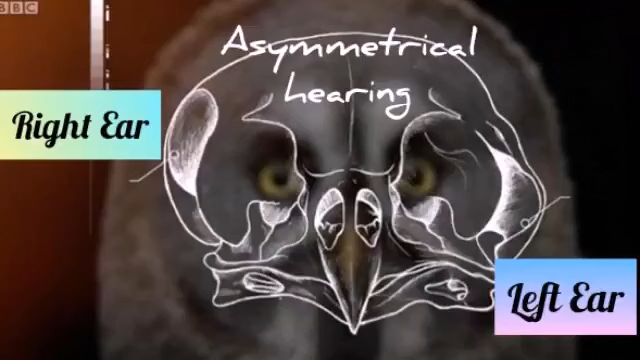 BBC
Asymmetrical
hearing
Right Ear
Left Ear